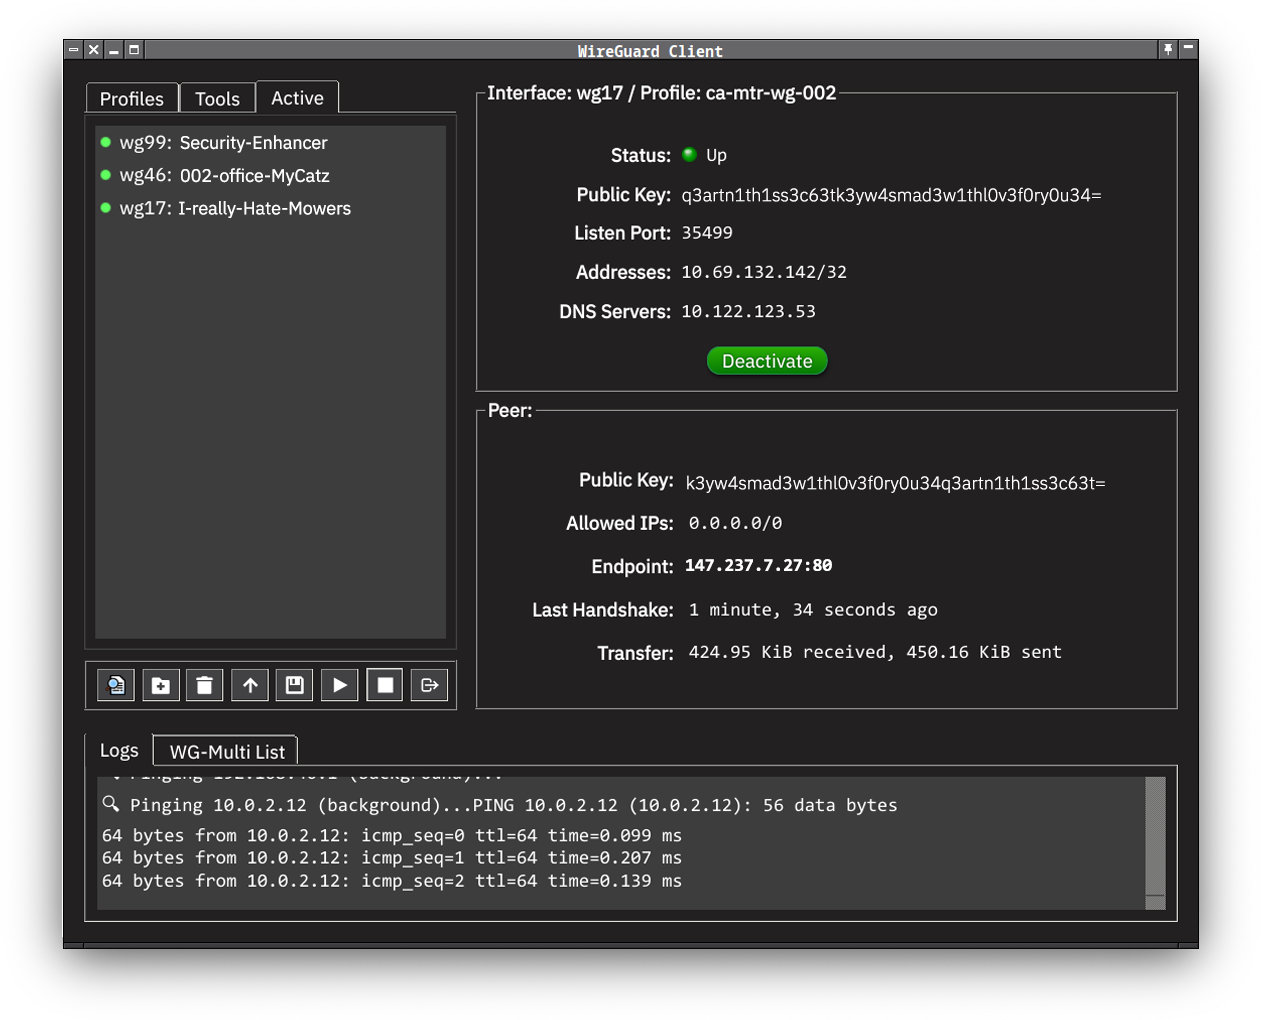 WireGuard Client
Profiles
Tools
Active
wg99: Security-Enhancer
wg46: 002-office-MyCatz
wg17: I-really-Hate-Mowers
Interface: wg17 / Profile: ca-mtr-wg-002
Status: Up
Public Key: q3artn1th1ss3c63tk3yw4smad3w1thl0v3f0ry0u34=
Listen Port: 35499
Addresses: 10.69.132.142/32
DNS Servers: 10.122.123.53
Deactivate
Peer:
Public Key: k3yw4smad3w1thl0v3f0ry0u34q3artn1th1ss3c63t=
Allowed IPs: 0.0.0.0/0
Endpoint: 147.237.7.27:80
Last Handshake: 1 minute, 34 seconds ago
Transfer: 424.95 KiB received, 450.16 KiB sent
Logs
WG-Multi List
Pinging (background)...
Pinging 10.0.2.12 (background)...PING 10.0.2.12 (10.0.2.12): 56 data bytes
64 bytes from 10.0.2.12: icmp_seq=0 ttl=64 time=0.099 ms
64 bytes from 10.0.2.12: icmp_seq=1 ttl=64 time=0.207 ms
64 bytes from 10.0.2.12: icmp_seq=2 ttl=64 time=0.139 ms